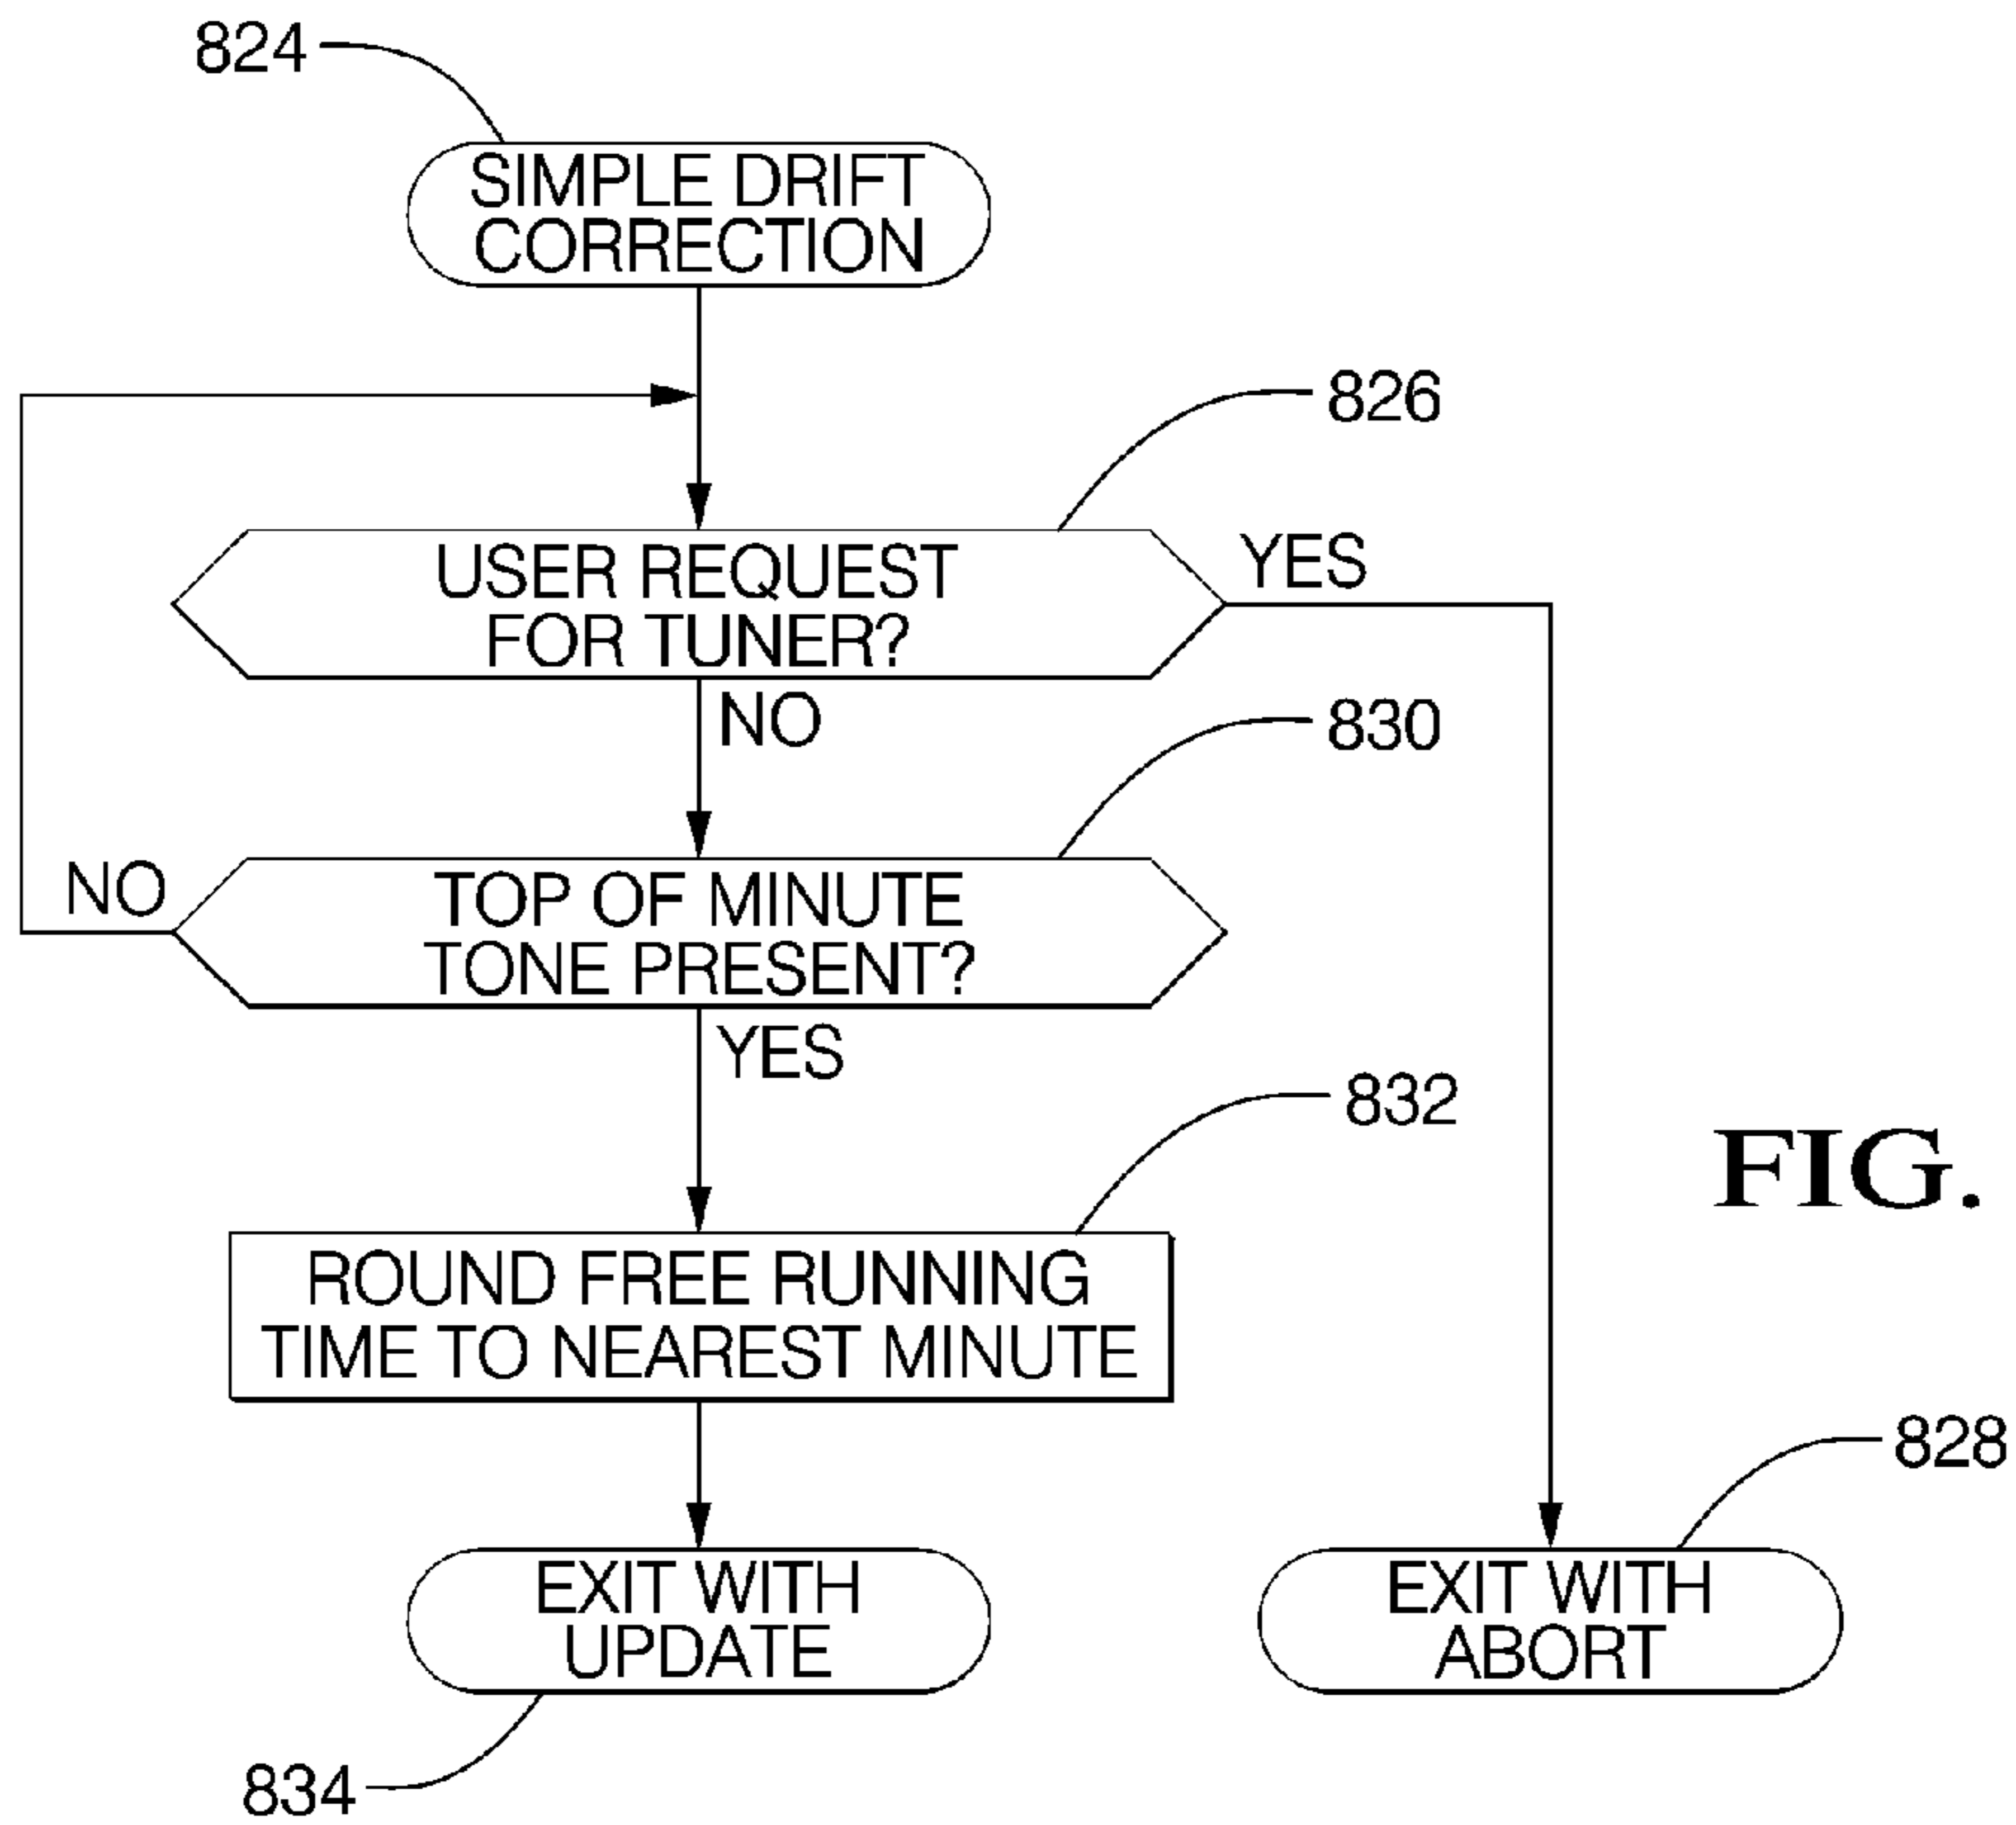 824
SIMPLE DRIFT
CORRECTION
826
USER REQUEST
FOR TUNER?
YES
NO
830
NO
TOP OF MINUTE
TONE PRESENT?
YES
832
FIG.
ROUND FREE RUNNING
TIME TO NEAREST MINUTE
828
EXIT WITH
UPDATE
EXIT WITH
ABORT
834